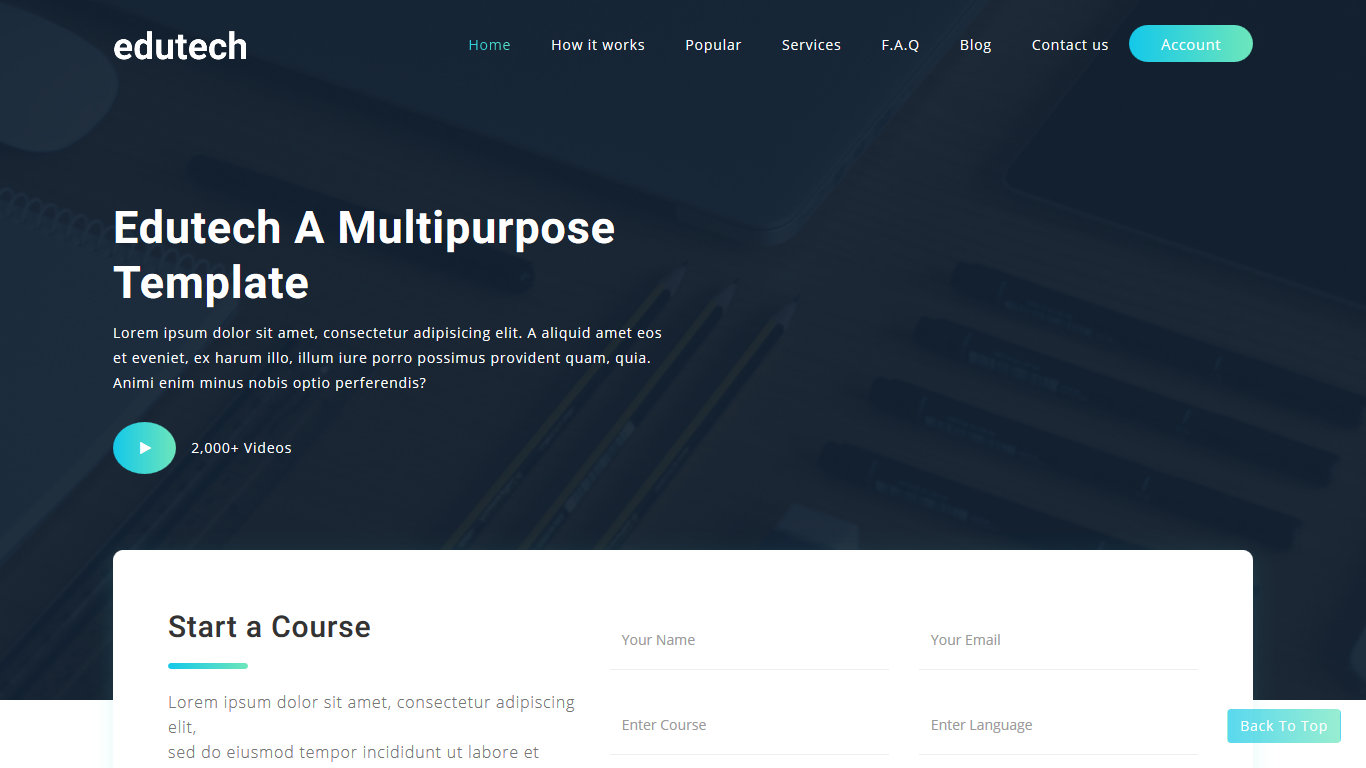 edutech
Home How it works Popular Services F.A.Q Blog Contact us Account
Edutech A Multipurpose
Template
Lorem ipsum dolor sit amet, consectetur adipisicing elit. A aliquid amet eos
et eveniet, ex harum illo, illum iure porro possimus provident quam, quia.
Animi enim minus nobis optio perferendis?
2,000+ Videos
Start a Course
Lorem ipsum dolor sit amet, consectetur adipiscing
elit,
sed do eiusmod tempor incididunt ut labore et
Your Name Your Email
Enter Course Enter Language
Back To Top